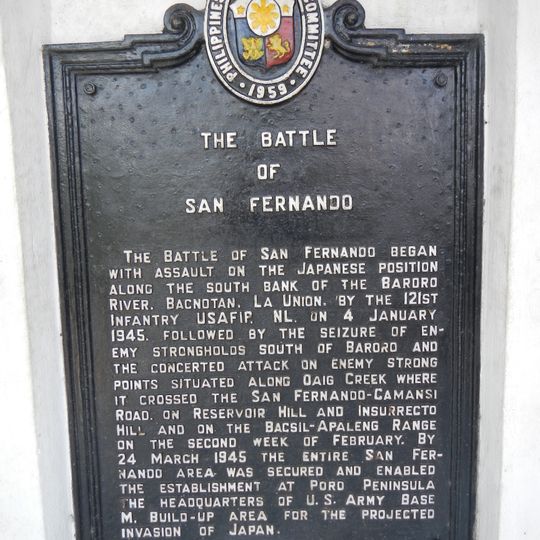 PHILIPPINES COMMITTEE
• 1959 •
THE BATTLE
OF
SAN FERNANDO
THE BATTLE OF SAN FERNANDO BEGAN
WITH ASSAULT ON THE JAPANESE POSITION
ALONG THE SOUTH BANK OF THE BARORO
RIVER, BACNOTAN, LA UNION, BY THE 121ST
INFANTRY USAFIP, NL, ON 4 JANUARY
1945, FOLLOWED BY THE SEIZURE OF EN-
EMY STRONGHOLDS SOUTH OF BARORO AND
THE CONCERTED ATTACK ON ENEMY STRONG
POINTS SITUATED ALONG OAIG CREEK WHERE
IT CROSSED THE SAN FERNANDO-CAMANSI
ROAD, ON RESERVOIR HILL AND INSURRECTO
HILL AND ON THE BACSIL-APALENG RANGE
ON THE SECOND WEEK OF FEBRUARY. BY
24 MARCH 1945 THE ENTIRE SAN FER-
NANDO AREA WAS SECURED AND ENABLED
THE ESTABLISHMENT AT PORO PENINSULA
THE HEADQUARTERS OF U.S. ARMY BASE
M. BUILD-UP AREA FOR THE PROJECTED
INVASION OF JAPAN.